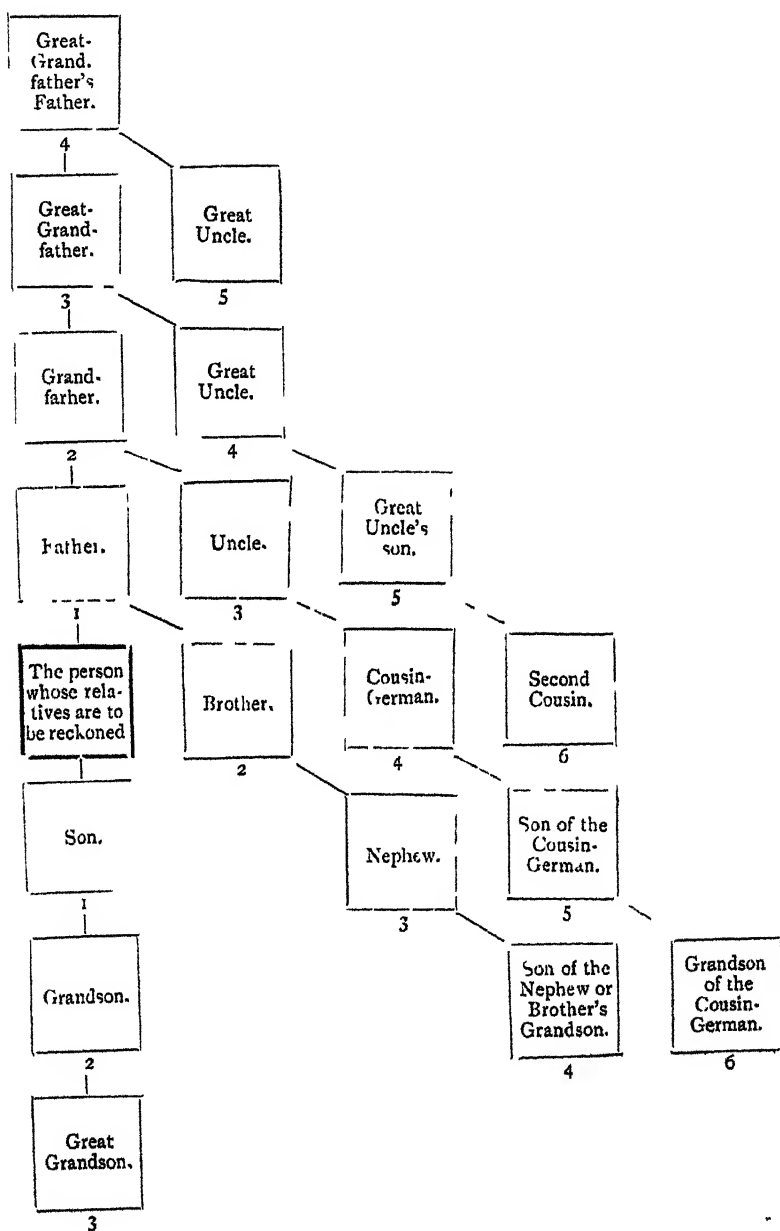 Great-
Grand.
father's
Father.
4
Great-
Grand-
father.
3
Great
Uncle.
5
Grand-
farher.
2
Great
Uncle.
4
Father.
1
Uncle.
3
Great
Uncle's
son.
5
The person
whose rela-
tives are to
be reckoned
Brother.
2
Cousin-
German.
4
Second
Cousin.
6
Son.
1
Nephew.
3
Son of the
Cousin-
German.
5
Grandson.
2
Son of the
Nephew or
Brother's
Grandson.
4
Grandson
of the
Cousin-
German.
6
Great
Grandson.
3